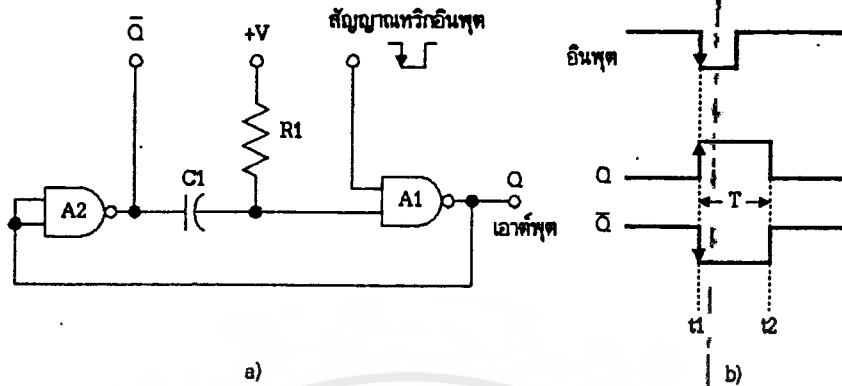 Q̅
+V
สัญญาณทริกอินพุต
R1
C1
A2
A1
Q
เอาต์พุต
a)
อินพุต
Q
T
Q̅
t1
t2
b)